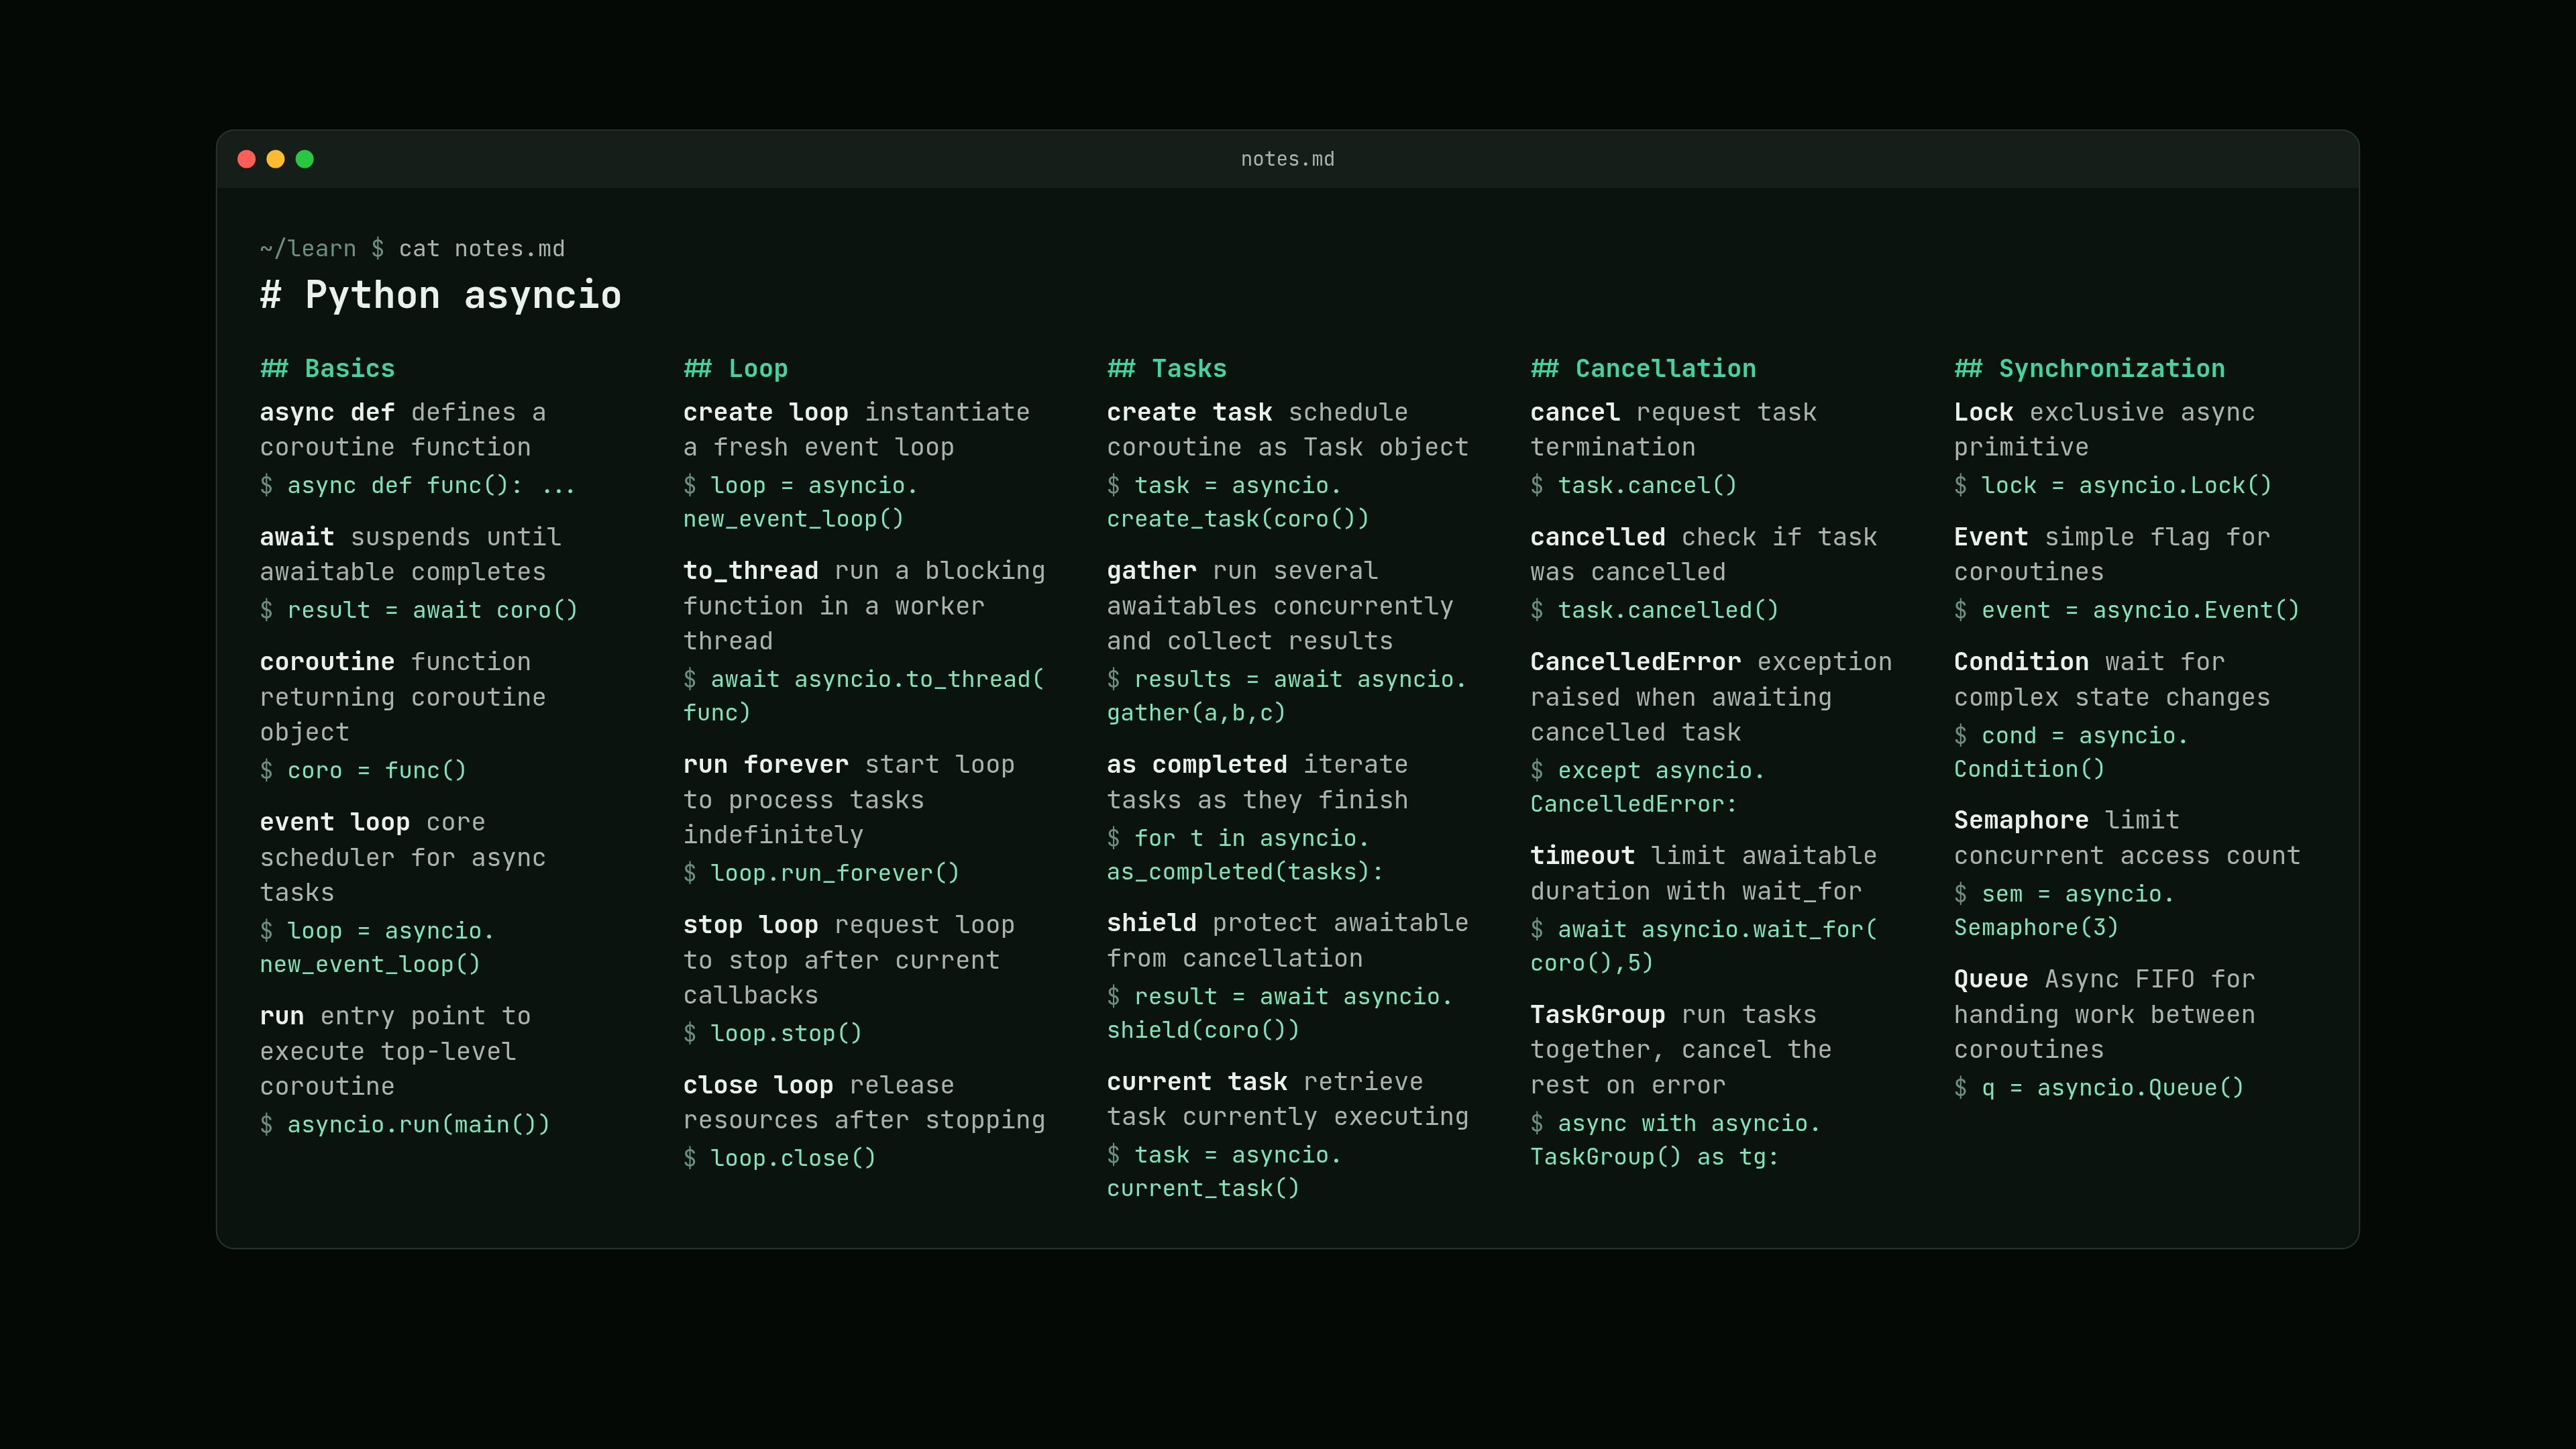 notes.md
~/learn $ cat notes.md
# Python asyncio
## Basics
async def defines a
coroutine function
$ async def func(): ...
await suspends until
awaitable completes
$ result = await coro()
coroutine function
returning coroutine
object
$ coro = func()
event loop core
scheduler for async
tasks
$ loop = asyncio.
new_event_loop()
run entry point to
execute top-level
coroutine
$ asyncio.run(main())
## Loop
create loop instantiate
a fresh event loop
$ loop = asyncio.
new_event_loop()
to_thread run a blocking
function in a worker
thread
$ await asyncio.to_thread(
func)
run forever start loop
to process tasks
indefinitely
$ loop.run_forever()
stop loop request loop
to stop after current
callbacks
$ loop.stop()
close loop release
resources after stopping
$ loop.close()
## Tasks
create task schedule
coroutine as Task object
$ task = asyncio.
create_task(coro())
gather run several
awaitables concurrently
and collect results
$ results = await asyncio.
gather(a,b,c)
as completed iterate
tasks as they finish
$ for t in asyncio.
as_completed(tasks):
shield protect awaitable
from cancellation
$ result = await asyncio.
shield(coro())
current task retrieve
task currently executing
$ task = asyncio.
current_task()
## Cancellation
cancel request task
termination
$ task.cancel()
cancelled check if task
was cancelled
$ task.cancelled()
CancelledError exception
raised when awaiting
cancelled task
$ except asyncio.
CancelledError:
timeout limit awaitable
duration with wait_for
$ await asyncio.wait_for(
coro(),5)
TaskGroup run tasks
together, cancel the
rest on error
$ async with asyncio.
TaskGroup() as tg:
## Synchronization
Lock exclusive async
primitive
$ lock = asyncio.Lock()
Event simple flag for
coroutines
$ event = asyncio.Event()
Condition wait for
complex state changes
$ cond = asyncio.
Condition()
Semaphore limit
concurrent access count
$ sem = asyncio.
Semaphore(3)
Queue Async FIFO for
handing work between
coroutines
$ q = asyncio.Queue()